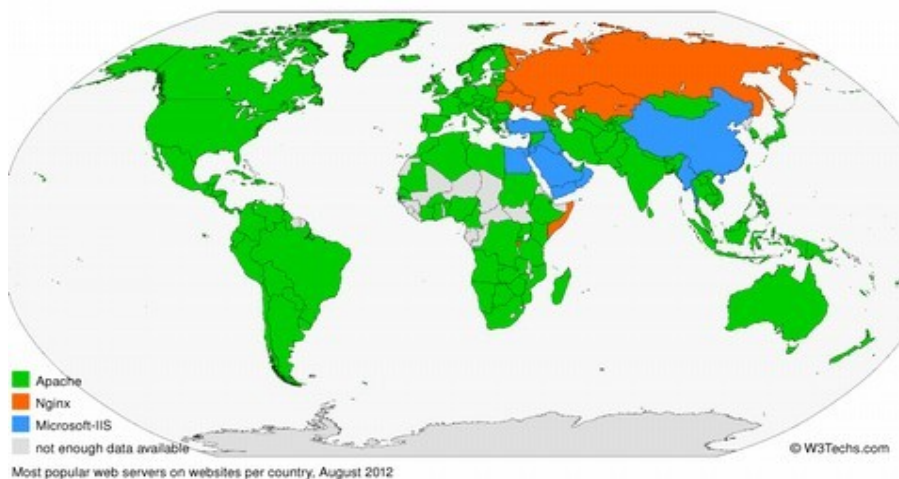 Apache
Nginx
Microsoft-IIS
not enough data available
© W3Techs.com
Most popular web servers on websites per country, August 2012